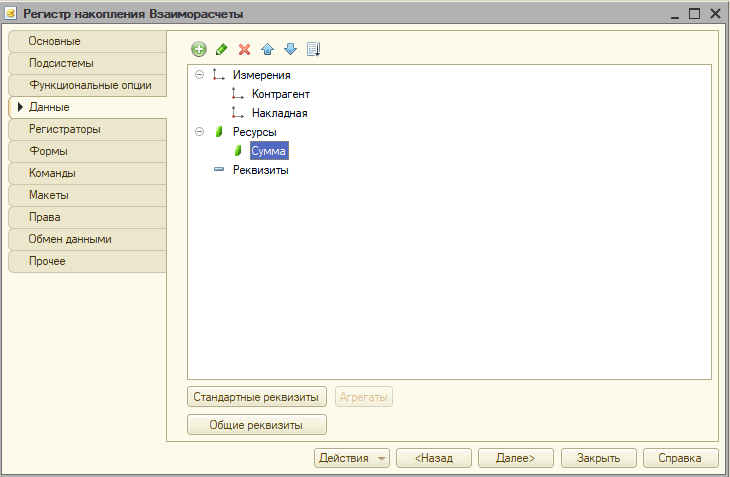 Регистр накопления Взаиморасчеты
Основные
Подсистемы
Функциональные опции
Данные
Регистраторы
Формы
Команды
Макеты
Права
Обмен данными
Прочее
Измерения
Контрагент
Накладная
Ресурсы
Сумма
Реквизиты
Стандартные реквизиты
Агрегаты
Общие реквизиты
Действия
<Назад
Далее>
Закрыть
Справка